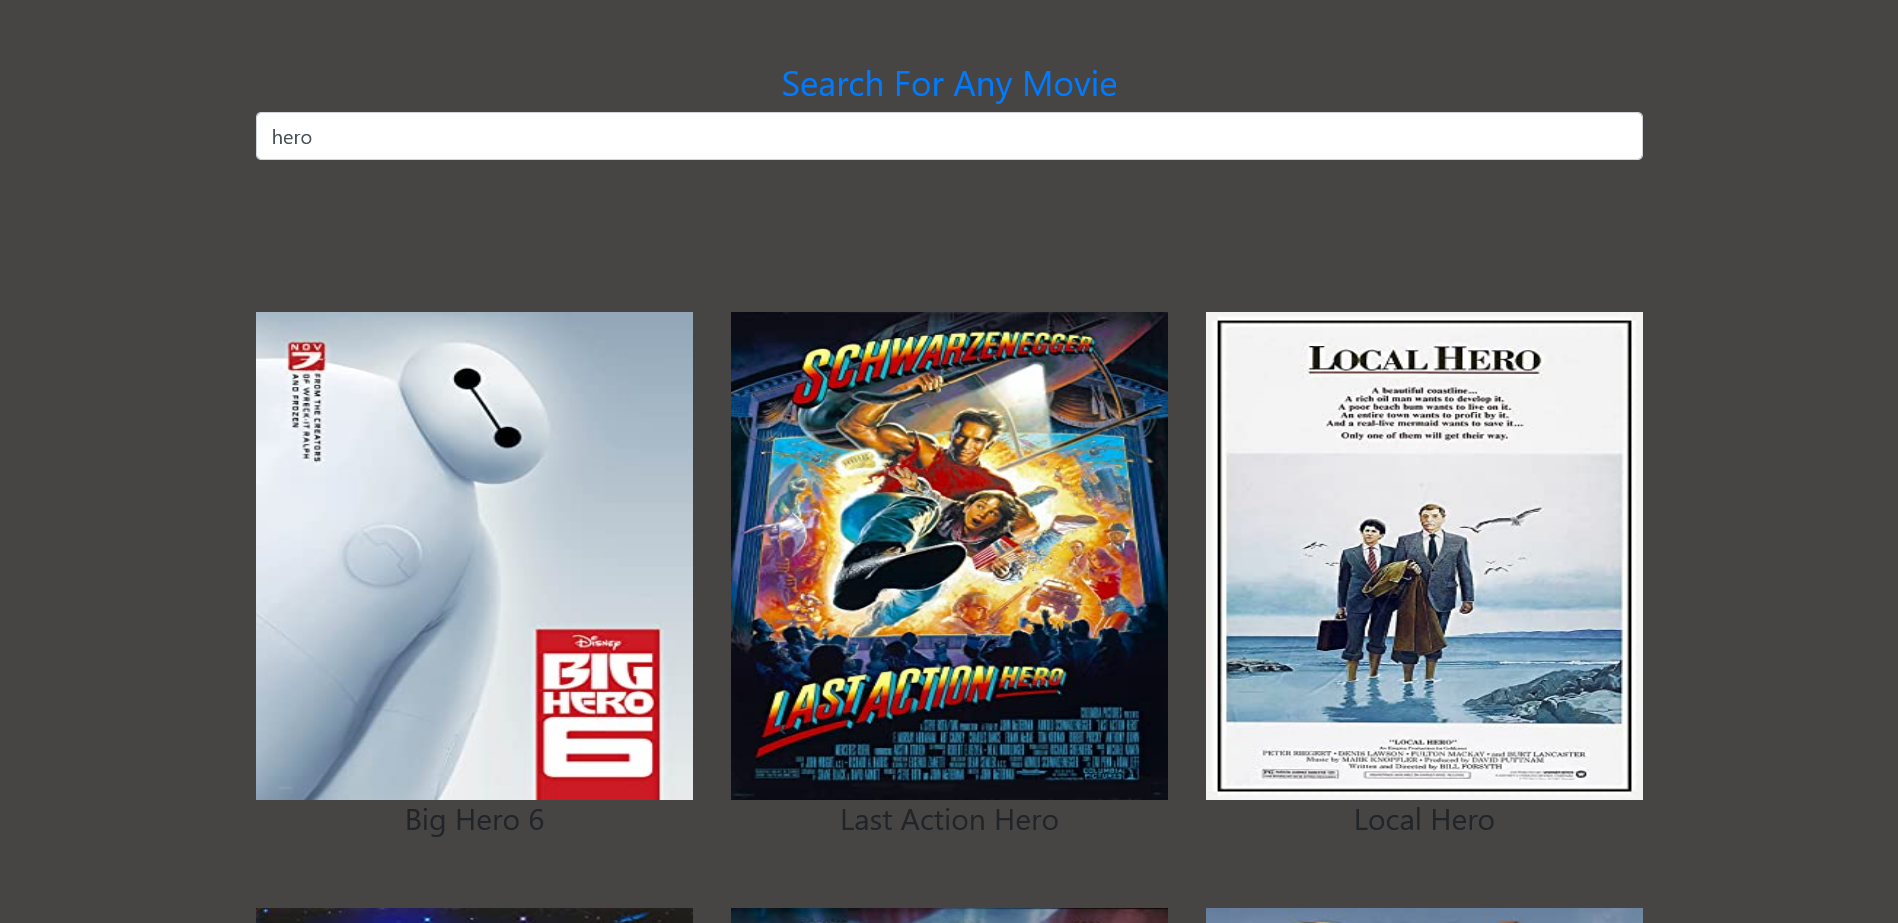 Search For Any Movie
hero
NOV
7
FROM THE CREATORS
OF WRECK-IT RALPH
AND FROZEN
DISNEY
BIG
HERO
6
SCHWARZENEGGER
LAST ACTION HERO
COLUMBIA PICTURES
LOCAL HERO
A beautiful coastline...
A rich oil man wants to develop it.
A poor beach bum wants to live on it.
An entire town wants to profit by it.
And a real-live mermaid wants to save it...
Only one of them will get their way.
"LOCAL HERO"
PETER RIEGERT • DENIS LAWSON • FULTON MACKAY • and BURT LANCASTER
Music by MARK KNOPFLER • Produced by DAVID PUTTNAM
Written and Directed by BILL FORSYTH
PG
Big Hero 6
Last Action Hero
Local Hero